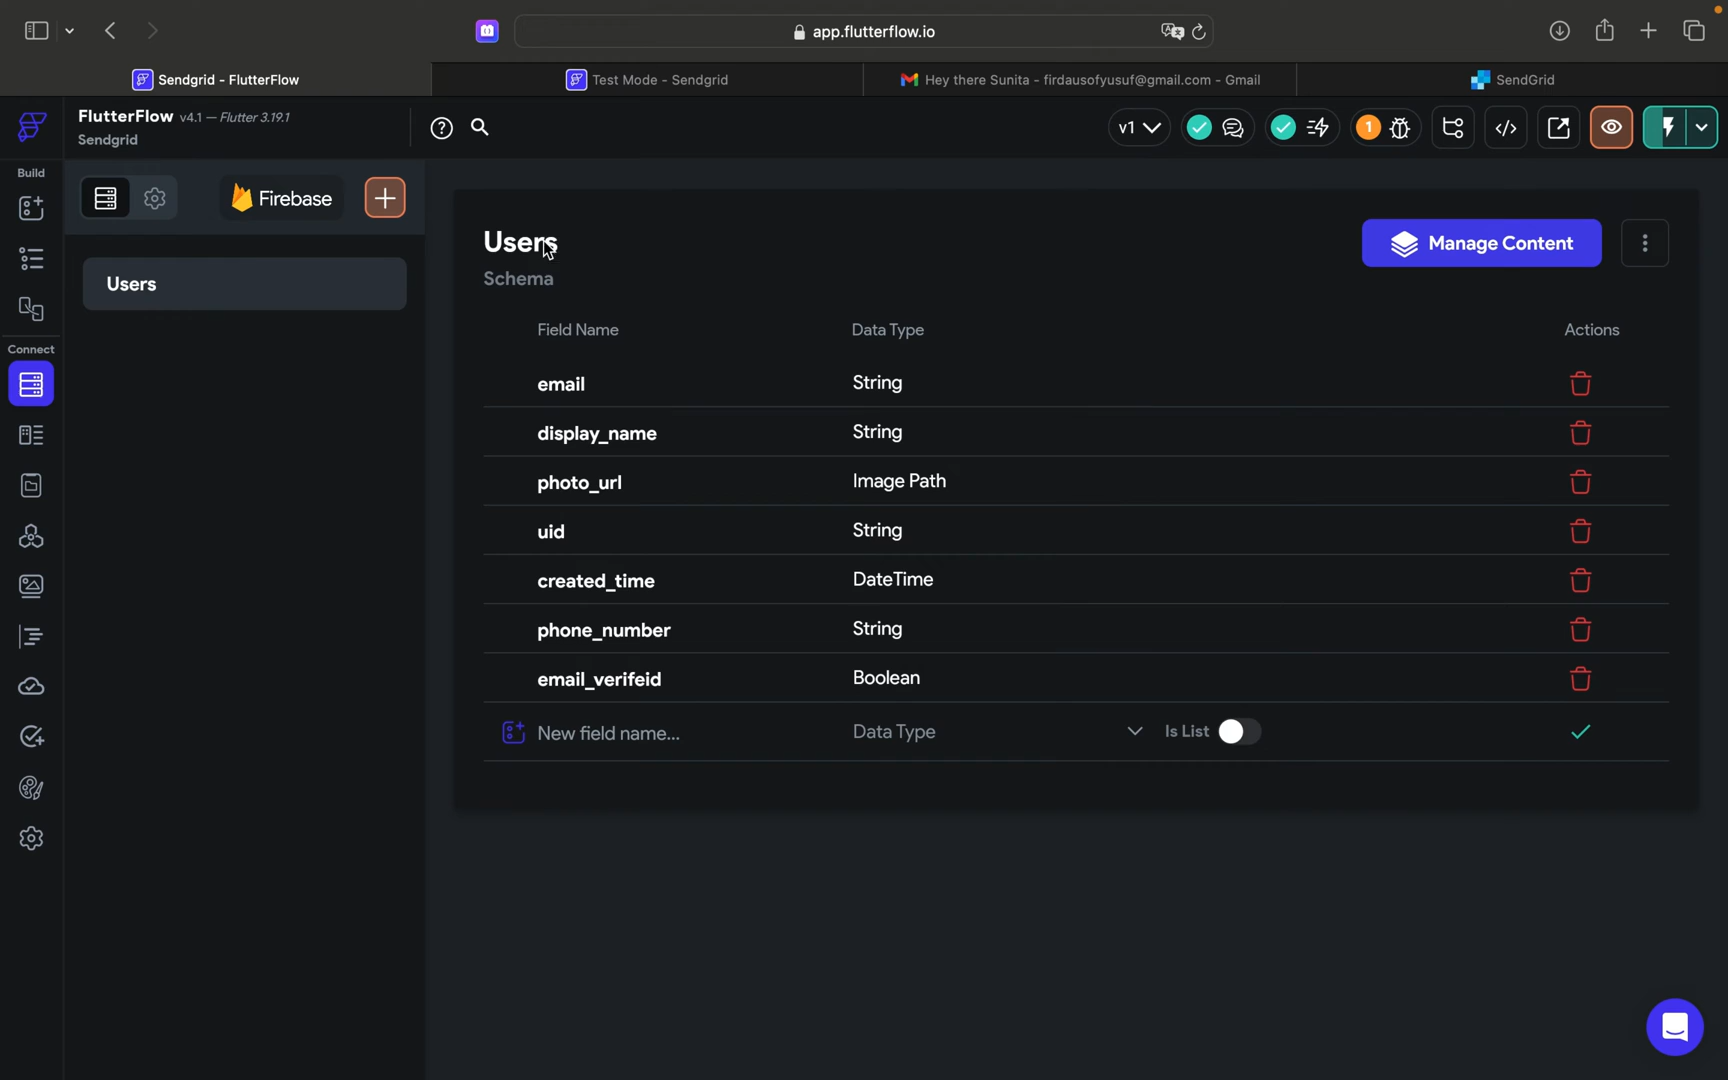 app.flutterflow.io
Sendgrid - FlutterFlow
Test Mode - Sendgrid
Hey there Sunita - firdausofyusuf@gmail.com - Gmail
SendGrid
FlutterFlow v4.1 — Flutter 3.19.1
Sendgrid
v1
1
Build
Connect
Firebase
Users
Users
Schema
Manage Content
Field Name Data Type Actions
email String
display_name String
photo_url Image Path
uid String
created_time DateTime
phone_number String
email_verifeid Boolean
New field name... Data Type Is List